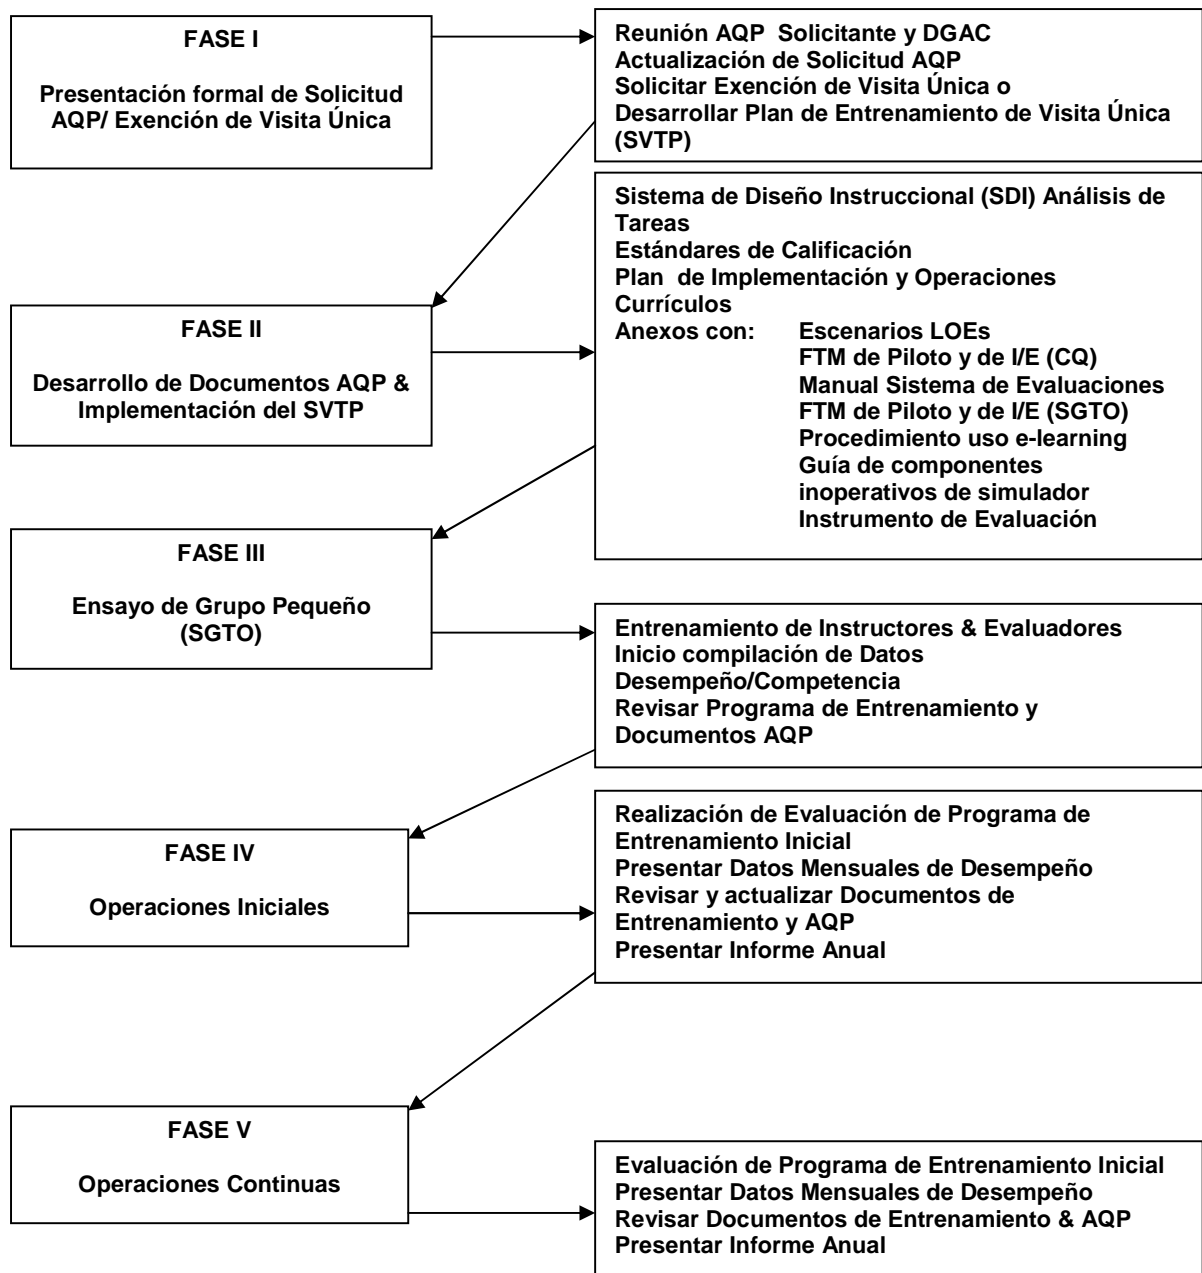 FASE I
Presentación formal de Solicitud
AQP/ Exención de Visita Única
Reunión AQP Solicitante y DGAC
Actualización de Solicitud AQP
Solicitar Exención de Visita Única o
Desarrollar Plan de Entrenamiento de Visita Única
(SVTP)
FASE II
Desarrollo de Documentos AQP &
Implementación del SVTP
Sistema de Diseño Instruccional (SDI) Análisis de
Tareas
Estándares de Calificación
Plan de Implementación y Operaciones
Currículos
Anexos con: Escenarios LOEs
FTM de Piloto y de I/E (CQ)
Manual Sistema de Evaluaciones
FTM de Piloto y de I/E (SGTO)
Procedimiento uso e-learning
Guía de componentes
inoperativos de simulador
Instrumento de Evaluación
FASE III
Ensayo de Grupo Pequeño
(SGTO)
Entrenamiento de Instructores & Evaluadores
Inicio compilación de Datos
Desempeño/Competencia
Revisar Programa de Entrenamiento y
Documentos AQP
FASE IV
Operaciones Iniciales
Realización de Evaluación de Programa de
Entrenamiento Inicial
Presentar Datos Mensuales de Desempeño
Revisar y actualizar Documentos de
Entrenamiento y AQP
Presentar Informe Anual
FASE V
Operaciones Continuas
Evaluación de Programa de Entrenamiento Inicial
Presentar Datos Mensuales de Desempeño
Revisar Documentos de Entrenamiento & AQP
Presentar Informe Anual